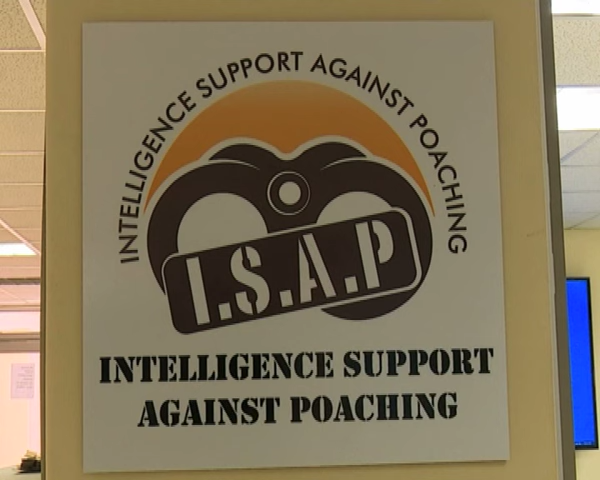 INTELLIGENCE SUPPORT AGAINST POACHING
I.S.A.P
INTELLIGENCE SUPPORT
AGAINST POACHING